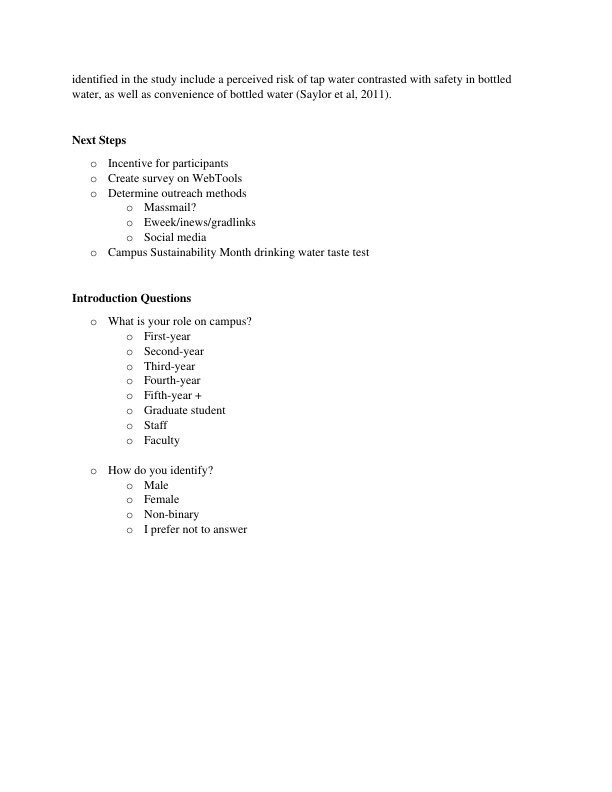 identified in the study include a perceived risk of tap water contrasted with safety in bottled
water, as well as convenience of bottled water (Saylor et al, 2011).
Next Steps
o Incentive for participants
o Create survey on WebTools
o Determine outreach methods
o Massmail?
o Eweek/inews/gradlinks
o Social media
o Campus Sustainability Month drinking water taste test
Introduction Questions
o What is your role on campus?
o First-year
o Second-year
o Third-year
o Fourth-year
o Fifth-year +
o Graduate student
o Staff
o Faculty
o How do you identify?
o Male
o Female
o Non-binary
o I prefer not to answer